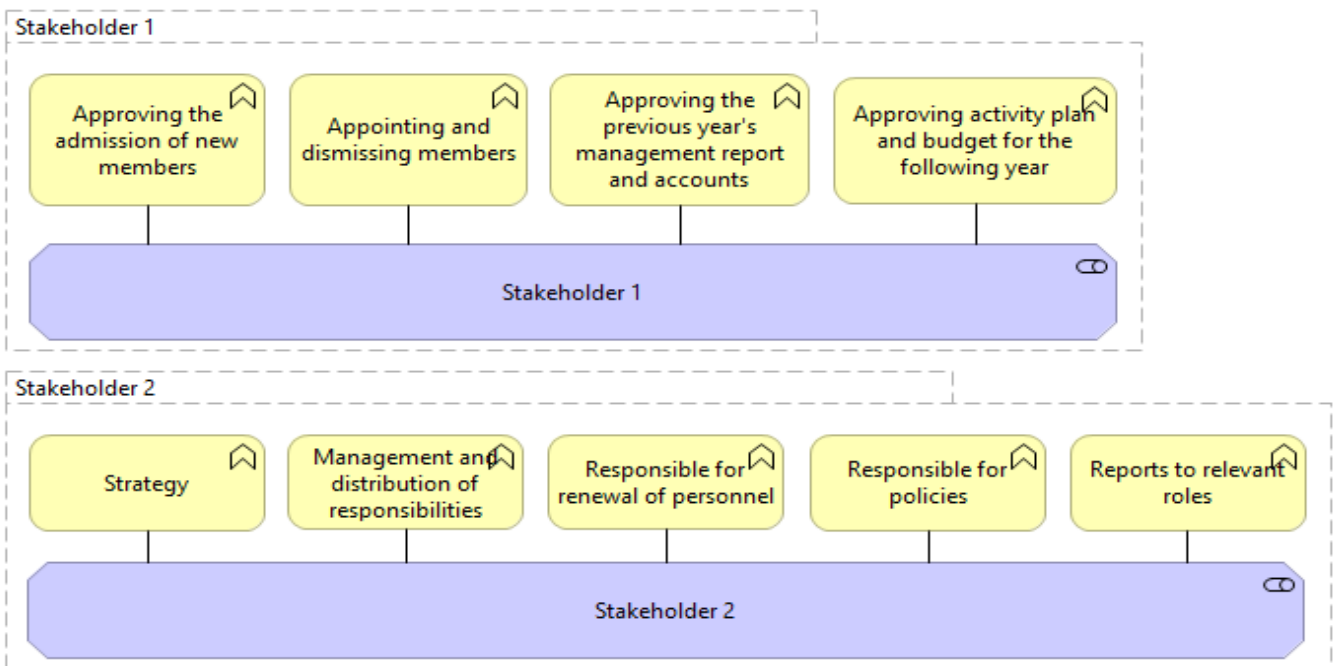 Stakeholder 1
Approving the
admission of new
members
Appointing and
dismissing members
Approving the
previous year's
management report
and accounts
Approving activity plan
and budget for the
following year
Stakeholder 1
Stakeholder 2
Strategy
Management and
distribution of
responsibilities
Responsible for
renewal of personnel
Responsible for
policies
Reports to relevant
roles
Stakeholder 2